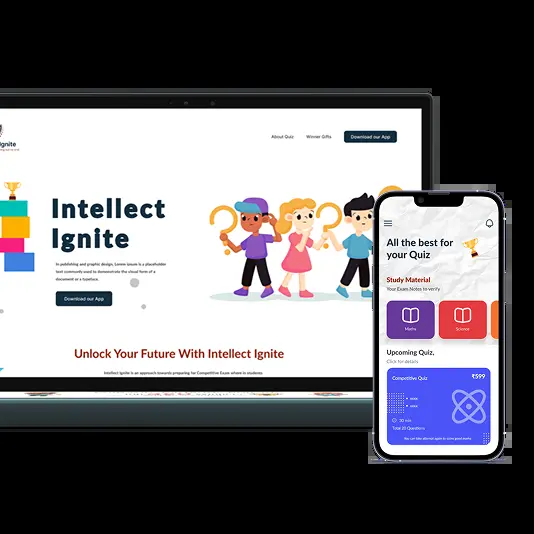 Ignite
About Quiz
Winner Gifts
Download our App
Intellect
Ignite
In publishing and graphic design, Lorem ipsum is a placeholder
text commonly used to demonstrate the visual form of a
document or a typeface.
Download our App
Unlock Your Future With Intellect Ignite
Intellect Ignite is an approach towards preparing for Competitive Exam where in students
All the best for
your Quiz
Study Material
Your Exam Notes to verify
Maths
Science
Upcoming Quiz,
Click for details
Competitive Quiz
₹599
30 min
Total 20 Questions